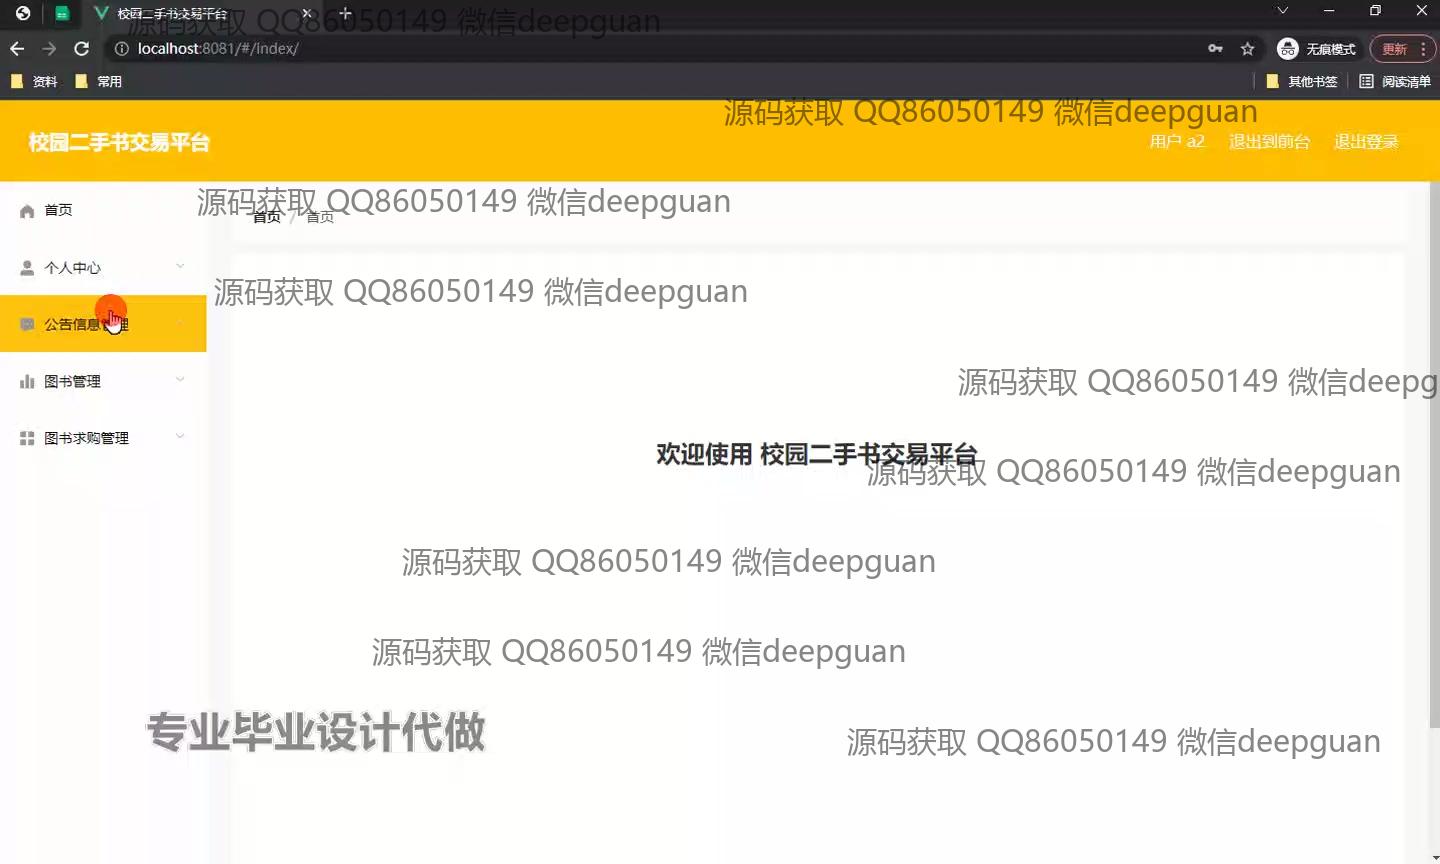 校园二手书交易平台
源码获取 QQ86050149 微信deepguan
localhost:8081/#/index/
无痕模式
更新
资料
常用
其他书签
阅读清单
源码获取 QQ86050149 微信deepguan
校园二手书交易平台
用户 a2
退出到前台
退出登录
源码获取 QQ86050149 微信deepguan
首页
首页 / 首页
个人中心
源码获取 QQ86050149 微信deepguan
公告信息管理
图书管理
源码获取 QQ86050149 微信deepg
图书求购管理
欢迎使用 校园二手书交易平台
源码获取 QQ86050149 微信deepguan
源码获取 QQ86050149 微信deepguan
源码获取 QQ86050149 微信deepguan
专业毕业设计代做
源码获取 QQ86050149 微信deepguan